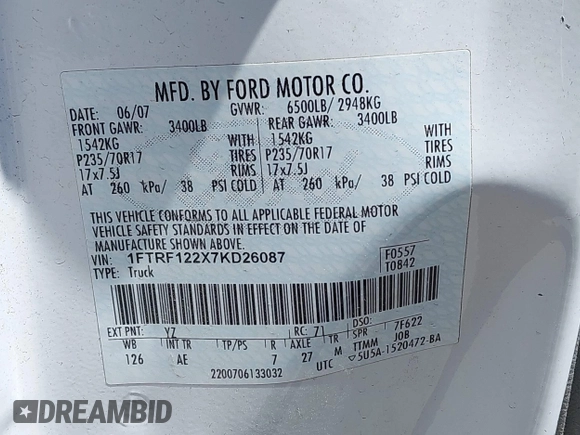 MFD. BY FORD MOTOR CO.
DATE: 06/07 GVWR: 6500LB/ 2948KG
FRONT GAWR: 3400LB REAR GAWR: 3400LB
1542KG WITH 1542KG WITH
P235/70R17 TIRES P235/70R17 TIRES
17x7.5J RIMS 17x7.5J RIMS
AT 260 kPa/ 38 PSI COLD AT 260 kPa/ 38 PSI COLD
THIS VEHICLE CONFORMS TO ALL APPLICABLE FEDERAL MOTOR
VEHICLE SAFETY STANDARDS IN EFFECT ON THE DATE OF
MANUFACTURE SHOWN ABOVE.
VIN: 1FTRF122X7KD26087 F0557
TYPE: Truck T0842
EXT PNT: YZ RC: 71 DSO:
WB INT TR TP/PS R AXLE TR SPR 7F622
126 AE 7 27 M TTMM JOB
UTC ▽5U5A-1520472-BA
2200706133032
DREAMBID